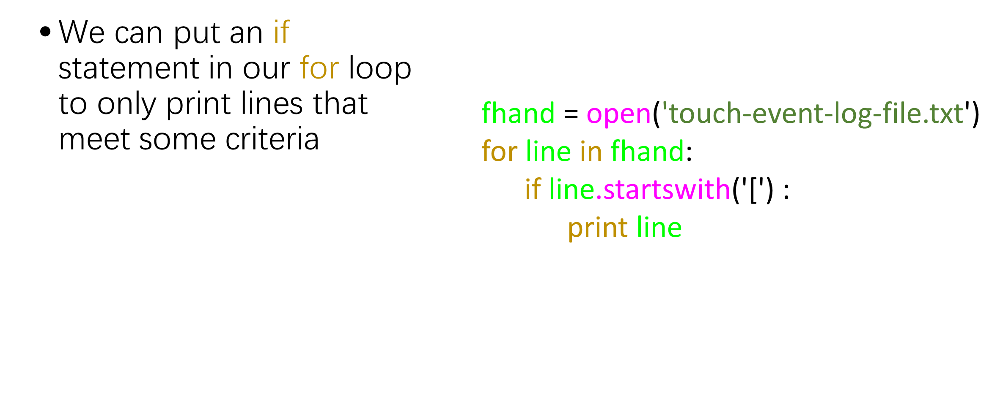 • We can put an if
statement in our for loop
to only print lines that
meet some criteria
fhand = open('touch-event-log-file.txt')
for line in fhand:
if line.startswith('[') :
print line